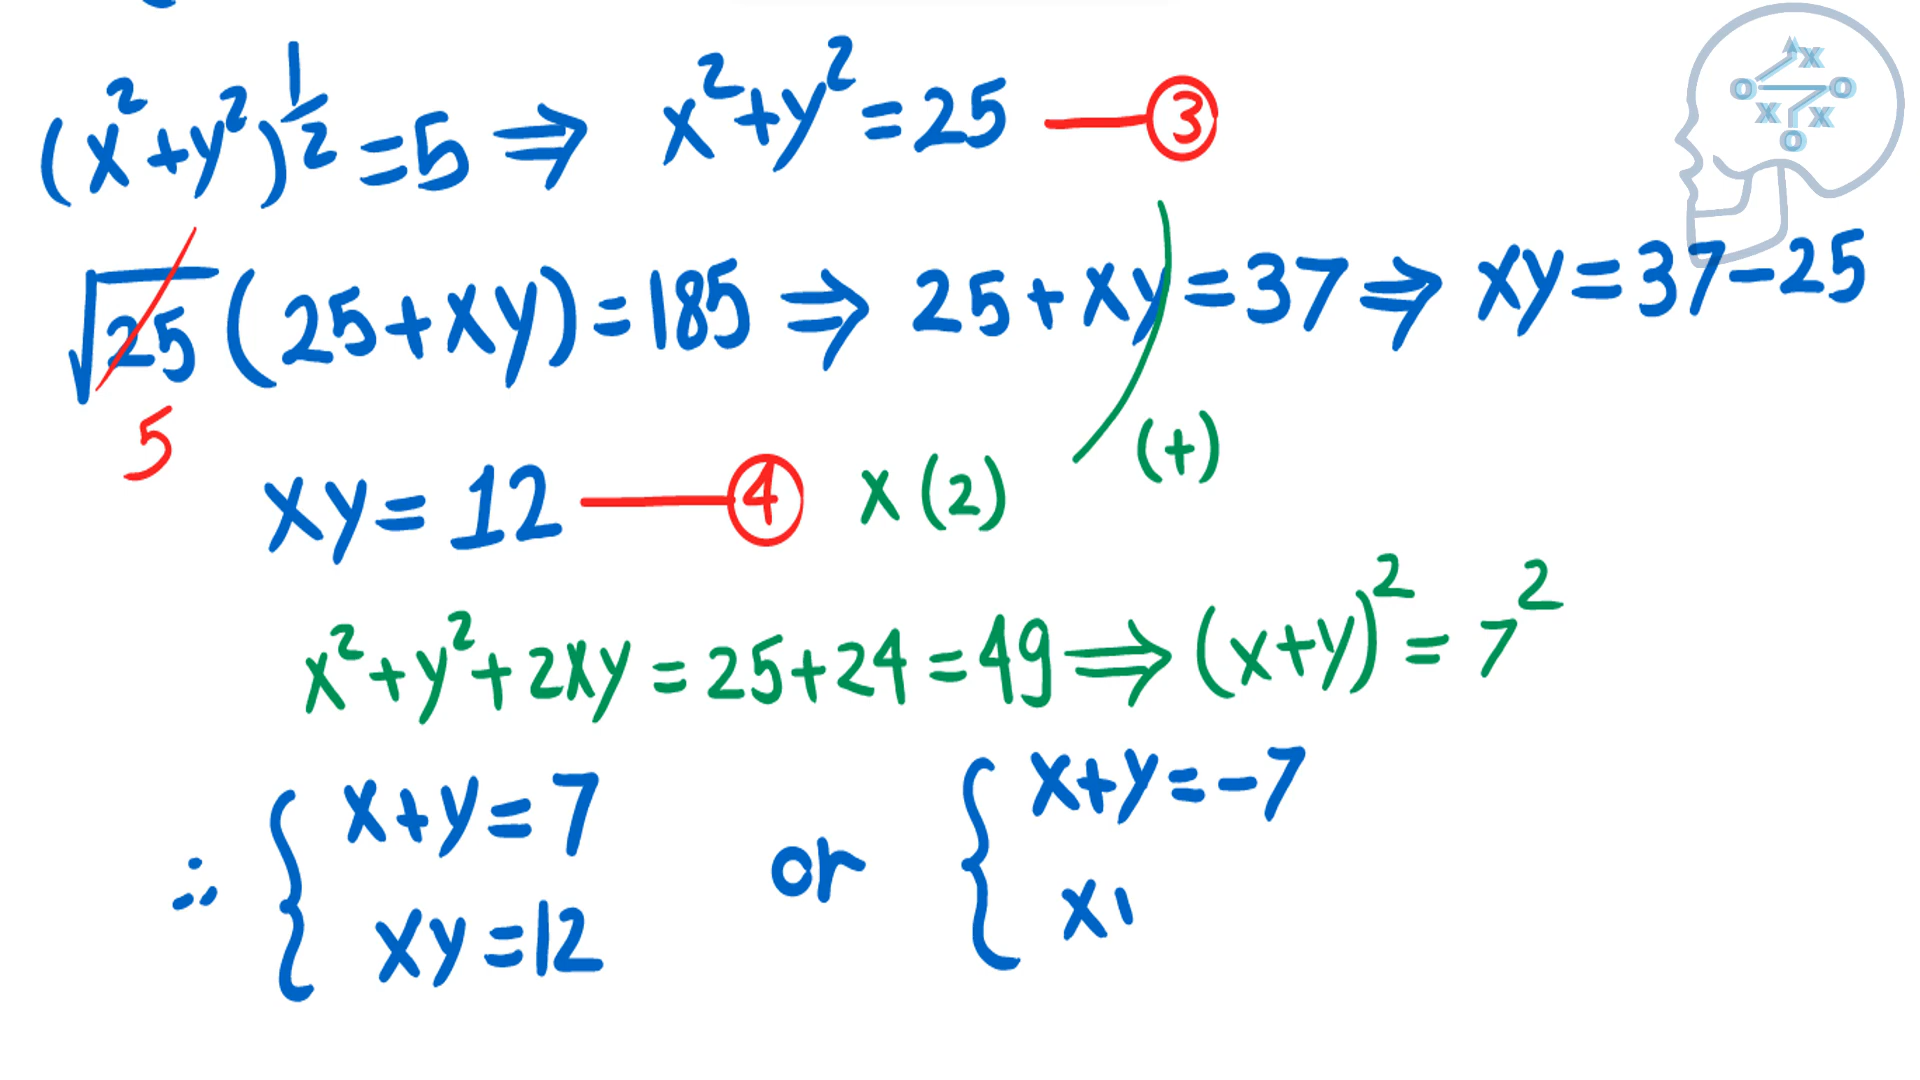 (x²+y²)^½ = 5 ⇒ x²+y² = 25 — ③
√25 (25+xy) = 185 ⇒ 25+xy = 37 ⇒ xy = 37-25
5
xy = 12 — ④ x (2) (+)
x²+y²+2xy = 25+24 = 49 ⇒ (x+y)² = 7²
∴ { x+y = 7 or { x+y = -7
xy = 12 x